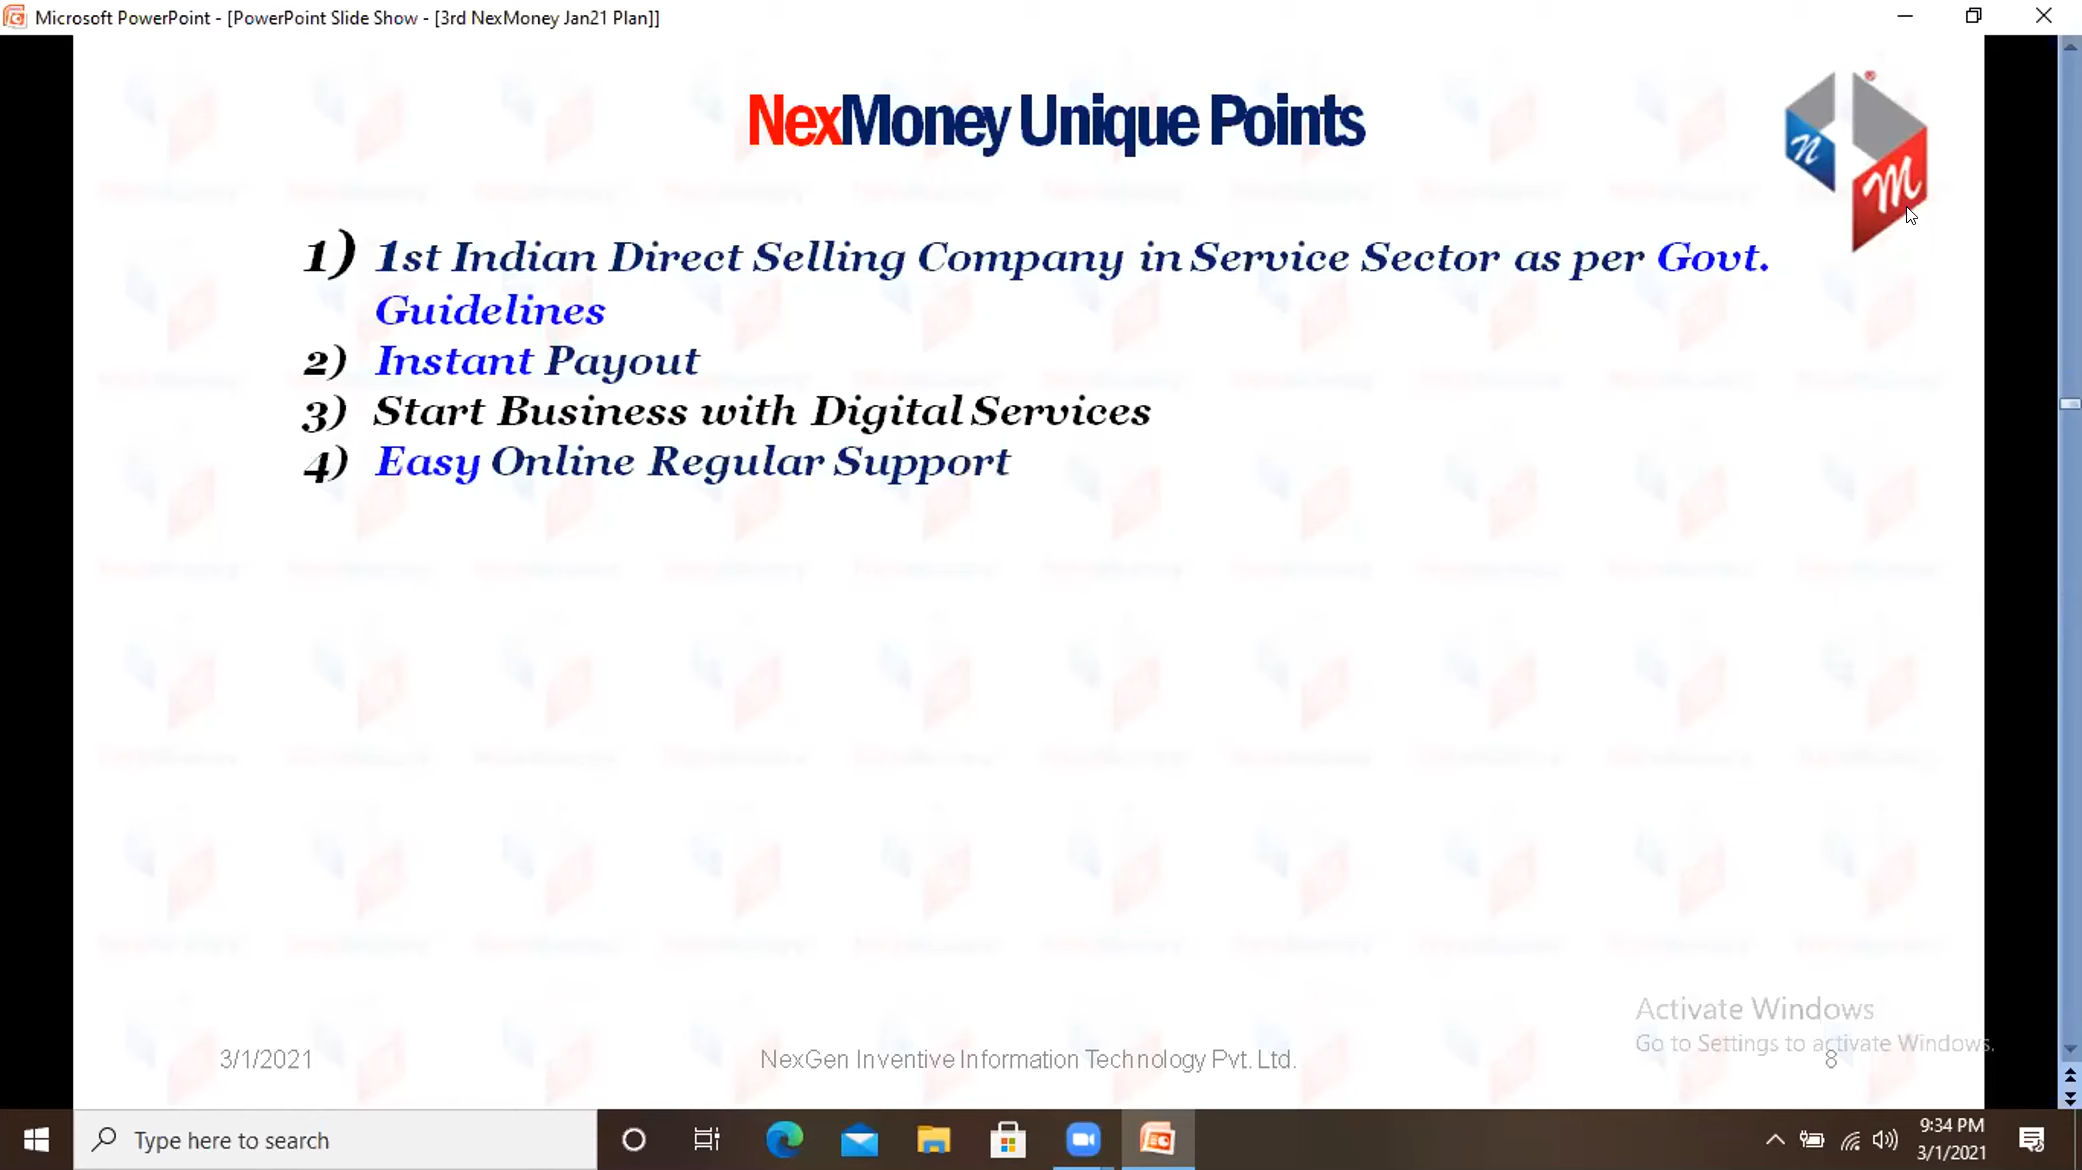 Microsoft PowerPoint - [PowerPoint Slide Show - [3rd NexMoney Jan21 Plan]]
NexMoney Unique Points
n
m
®
1) 1st Indian Direct Selling Company in Service Sector as per Govt.
Guidelines
2) Instant Payout
3) Start Business with Digital Services
4) Easy Online Regular Support
Activate Windows
Go to Settings to activate Windows.
3/1/2021
NexGen Inventive Information Technology Pvt. Ltd.
8
Type here to search
9:34 PM
3/1/2021